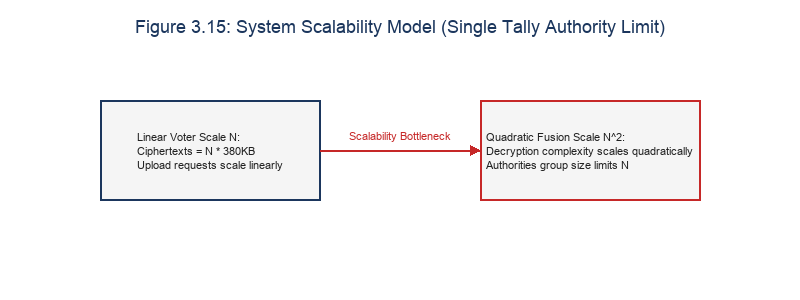 Figure 3.15: System Scalability Model (Single Tally Authority Limit)
Linear Voter Scale N:
Ciphertexts = N * 380KB
Upload requests scale linearly
Scalability Bottleneck
Quadratic Fusion Scale N^2:
Decryption complexity scales quadratically
Authorities group size limits N